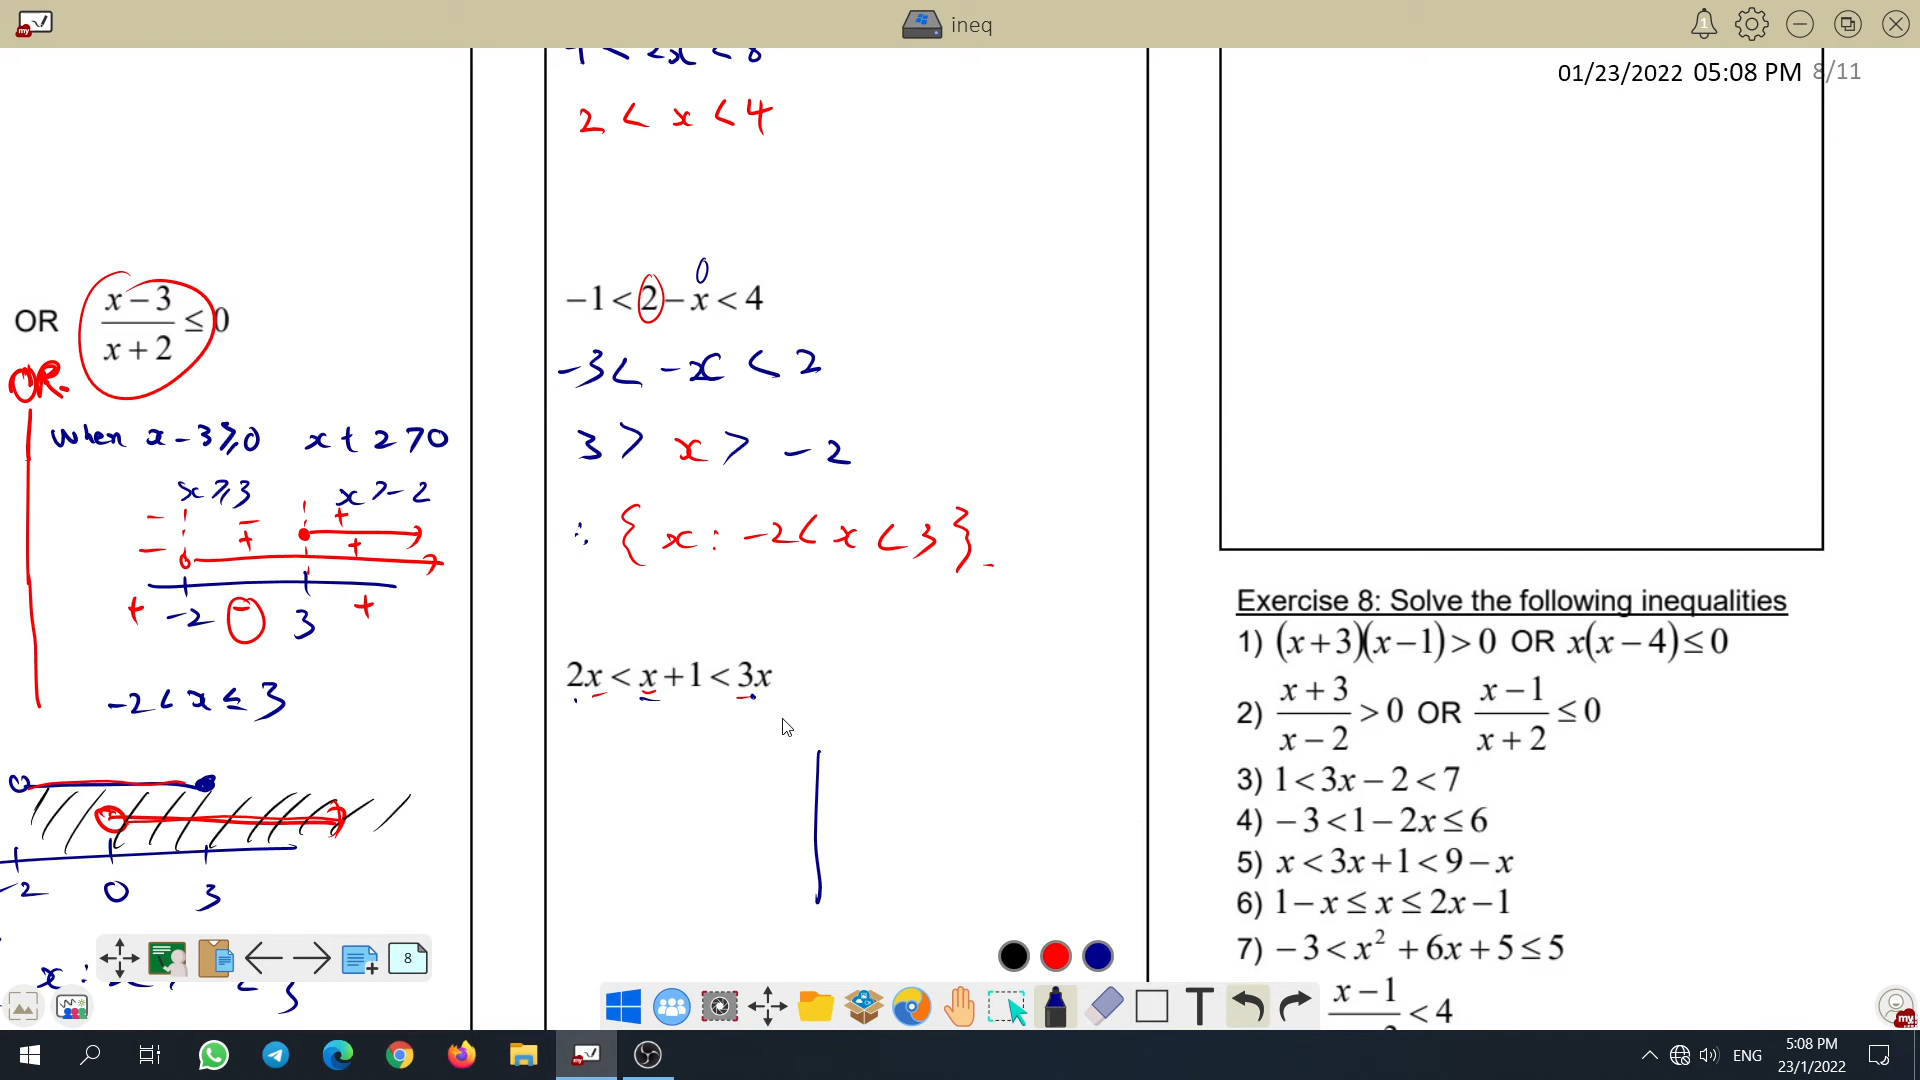 ineq
01/23/2022 05:08 PM 8/11
2 < x < 4
OR x – 3 / x + 2 ≤ 0
OR.
when x - 3 ≥ 0 x + 2 > 0
x ≥ 3 x > -2
- - +
- + +
+ -2 - 3 +
-2 < x ≤ 3
-2 0 3
0
−1 < 2 − x < 4
-3 < -x < 2
3 > x > -2
∴ { x : -2 < x < 3 }
2x < x + 1 < 3x
Exercise 8: Solve the following inequalities
1) (x + 3)(x − 1) > 0 OR x(x − 4) ≤ 0
2) x + 3 / x − 2 > 0 OR x − 1 / x + 2 ≤ 0
3) 1 < 3x − 2 < 7
4) − 3 < 1 − 2x ≤ 6
5) x < 3x + 1 < 9 − x
6) 1 − x ≤ x ≤ 2x − 1
7) − 3 < x² + 6x + 5 ≤ 5
x − 1 < 4
8
ENG
5:08 PM
23/1/2022